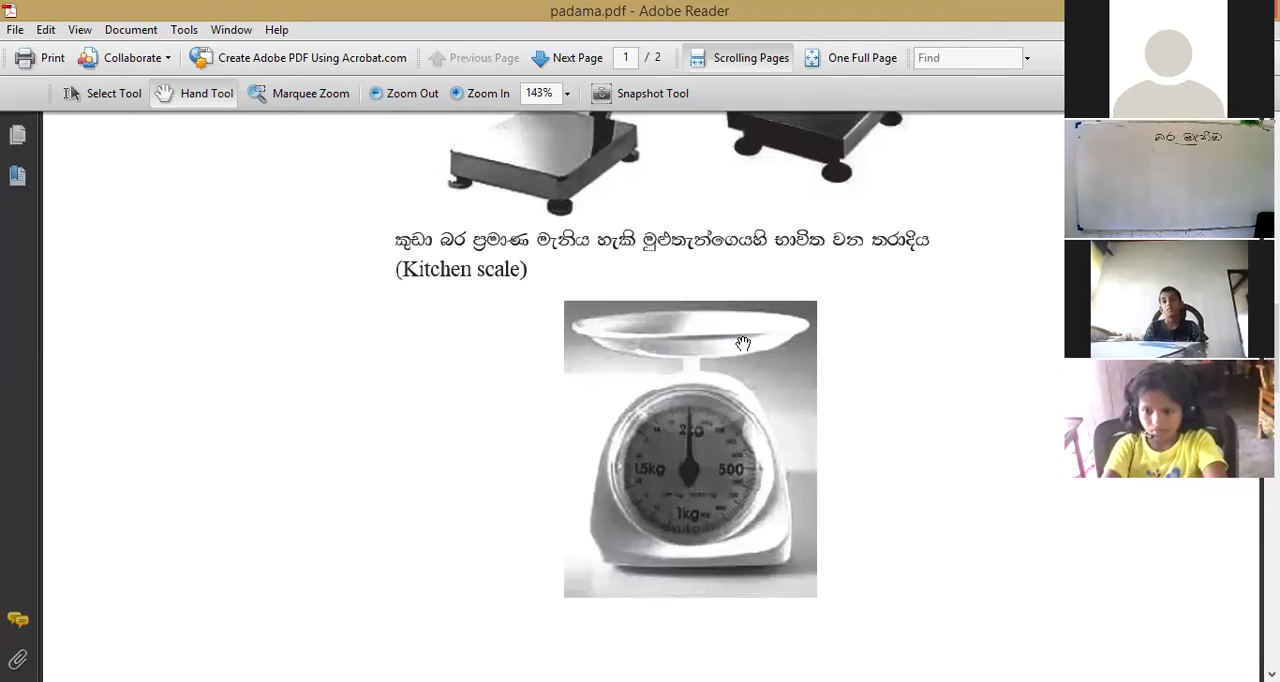 padama.pdf - Adobe Reader
File Edit View Document Tools Window Help
Print Collaborate Create Adobe PDF Using Acrobat.com Previous Page Next Page 1 / 2 Scrolling Pages One Full Page Find
Select Tool Hand Tool Marquee Zoom Zoom Out Zoom In 143% Snapshot Tool
බර මැනීම
කුඩා බර ප්‍රමාණ මැනිය හැකි මුළුතැන්ගෙයහි භාවිත වන තරාදිය
(Kitchen scale)
2kg
1.5kg 500
1kg